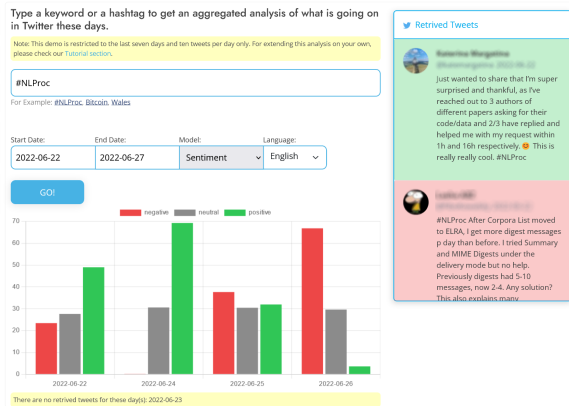 Type a keyword or a hashtag to get an aggregated analysis of what is going on
in Twitter these days.
Note: This demo is restricted to the last seven days and ten tweets per day only. For extending this analysis on your own,
please check our Tutorial section.
#NLProc
For Example: #NLProc, Bitcoin, Wales
Start Date: End Date: Model: Language:
2022-06-22 2022-06-27 Sentiment English
GO!
negative neutral positive
70
60
50
40
30
20
10
0
2022-06-22 2022-06-24 2022-06-25 2022-06-26
There are no retrived tweets for these day(s): 2022-06-23
Retrived Tweets
Just wanted to share that I'm super
surprised and thankful, as I've
reached out to 3 authors of
different papers asking for their
code/data and 2/3 have replied and
helped me with my request within
1h and 16h respectively. 😊 This is
really really cool. #NLProc
#NLProc After Corpora List moved
to ELRA, I get more digest messages
p day than before. I tried Summary
and MIME Digests under the
delivery mode but no help.
Previously digests had 5-10
messages, now 2-4. Any solution?
This also explains many